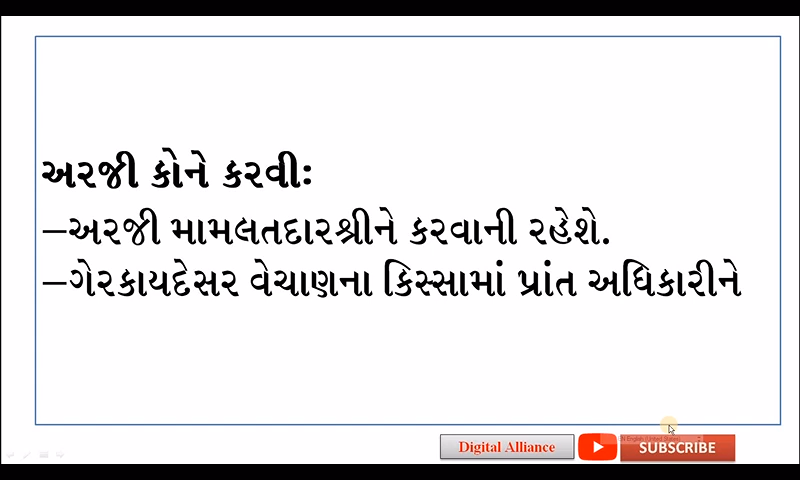 અરજી કોને કરવીઃ
–અરજી મામલતદારશ્રીને કરવાની રહેશે.
–ગેરકાયદેસર વેચાણના કિસ્સામાં પ્રાંત અધિકારીને
Digital Alliance
SUBSCRIBE